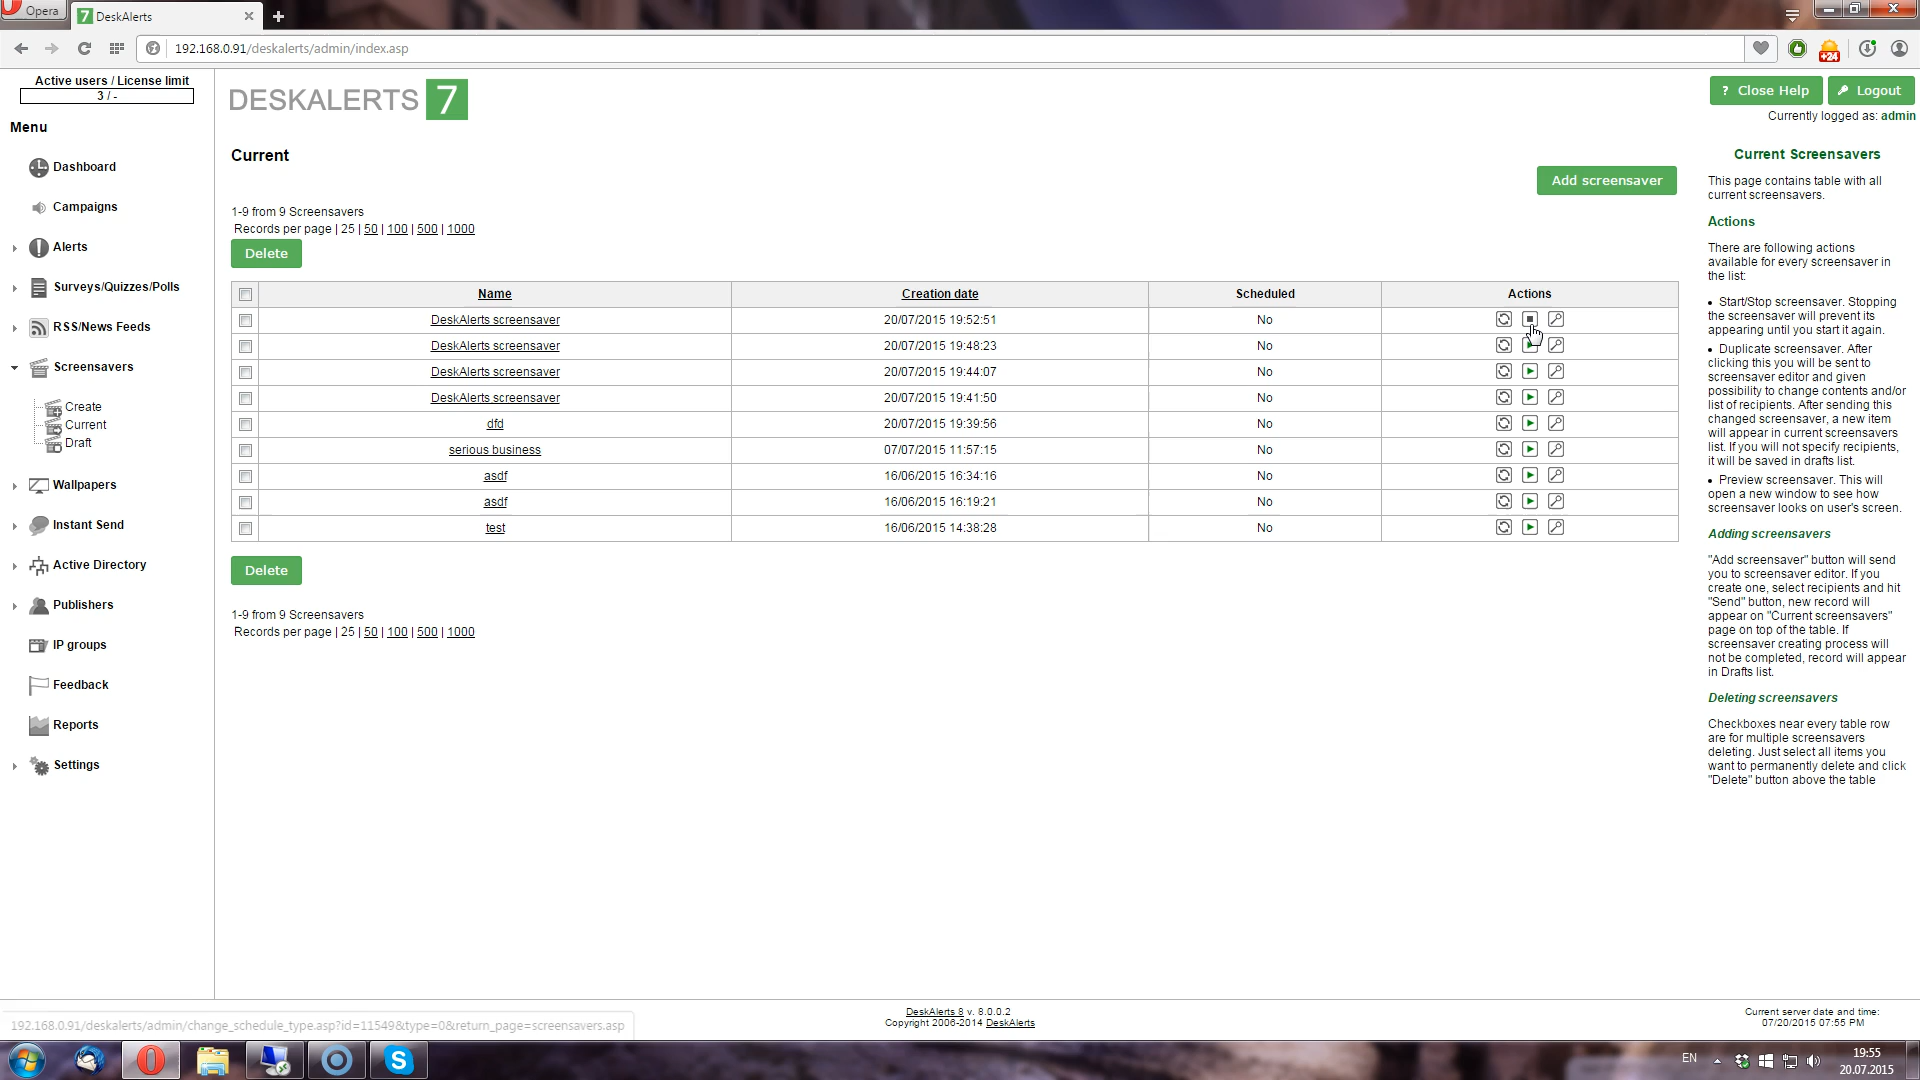 Opera
7 DeskAlerts
192.168.0.91/deskalerts/admin/index.asp
+24
Active users / License limit
3 / -
Menu
Dashboard
Campaigns
Alerts
Surveys/Quizzes/Polls
RSS/News Feeds
Screensavers
Create
Current
Draft
Wallpapers
Instant Send
Active Directory
Publishers
IP groups
Feedback
Reports
Settings
DESKALERTS 7
? Close Help
Logout
Currently logged as: admin
Current
Add screensaver
1-9 from 9 Screensavers
Records per page | 25 | 50 | 100 | 500 | 1000
Delete
Name Creation date Scheduled Actions
DeskAlerts screensaver 20/07/2015 19:52:51 No
DeskAlerts screensaver 20/07/2015 19:48:23 No
DeskAlerts screensaver 20/07/2015 19:44:07 No
DeskAlerts screensaver 20/07/2015 19:41:50 No
dfd 20/07/2015 19:39:56 No
serious business 07/07/2015 11:57:15 No
asdf 16/06/2015 16:34:16 No
asdf 16/06/2015 16:19:21 No
test 16/06/2015 14:38:28 No
Delete
1-9 from 9 Screensavers
Records per page | 25 | 50 | 100 | 500 | 1000
Current Screensavers
This page contains table with all
current screensavers.
Actions
There are following actions
available for every screensaver in
the list:
• Start/Stop screensaver. Stopping
the screensaver will prevent its
appearing until you start it again.
• Duplicate screensaver. After
clicking this you will be sent to
screensaver editor and given
possibility to change contents and/or
list of recipients. After sending this
changed screensaver, a new item
will appear in current screensavers
list. If you will not specify recipients,
it will be saved in drafts list.
• Preview screensaver. This will
open a new window to see how
screensaver looks on user's screen.
Adding screensavers
"Add screensaver" button will send
you to screensaver editor. If you
create one, select recipients and hit
"Send" button, new record will
appear on "Current screensavers"
page on top of the table. If
screensaver creating process will
not be completed, record will appear
in Drafts list.
Deleting screensavers
Checkboxes near every table row
are for multiple screensavers
deleting. Just select all items you
want to permanently delete and click
"Delete" button above the table
DeskAlerts 8 v. 8.0.0.2
Copyright 2006-2014 DeskAlerts
Current server date and time:
07/20/2015 07:55 PM
192.168.0.91/deskalerts/admin/change_schedule_type.asp?id=11549&type=0&return_page=screensavers.asp
EN
19:55
20.07.2015